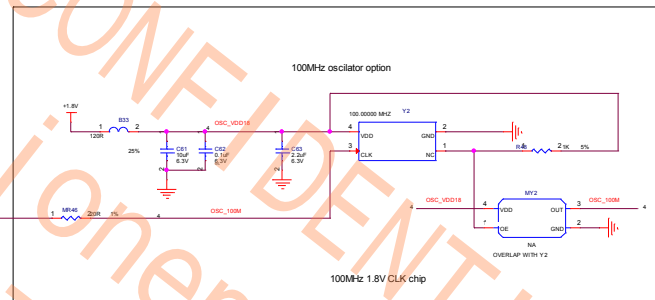 100MHz oscilator option
+1.8V
1 B33 2
120R
25%
OSC_VDD18
4
C61
10uF
6.3V
C62
0.1uF
6.3V
C63
2.2uF
6.3V
100.00000 MHZ Y2
4 VDD GND 2
3 CLK NC 1
2 1K 5%
1 MR46 20R 1%
4
OSC_100M
4 OSC_VDD18
MY2
4 VDD OUT 3
OSC_100M 4
OE GND 2
NA
OVERLAP WITH Y2
100MHz 1.8V CLK chip
CONFIDENTI